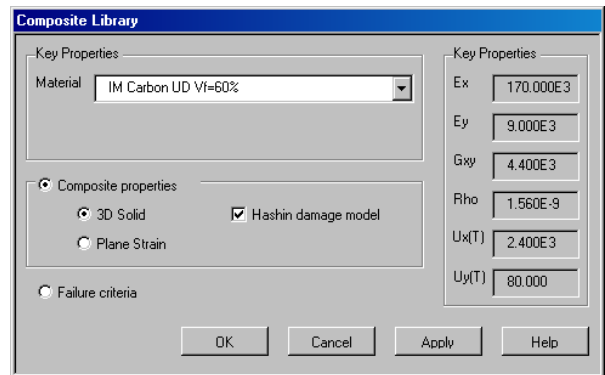 Composite Library
Key Properties
Material IM Carbon UD Vf=60%
Composite properties
3D Solid
Hashin damage model
Plane Strain
Failure criteria
Key Properties
Ex 170.000E3
Ey 9.000E3
Gxy 4.400E3
Rho 1.560E-9
Ux(T) 2.400E3
Uy(T) 80.000
OK Cancel Apply Help